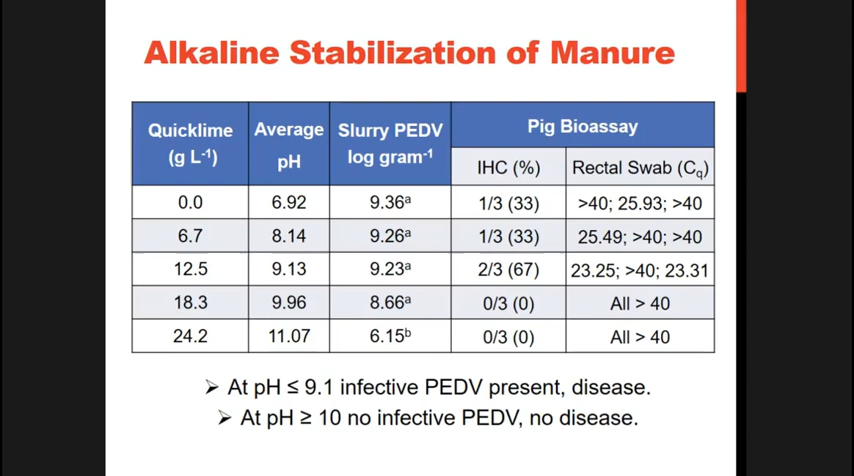 Alkaline Stabilization of Manure
Quicklime (g L⁻¹) Average pH Slurry PEDV log gram⁻¹ Pig Bioassay
IHC (%) Rectal Swab (Cq)
0.0 6.92 9.36ᵃ 1/3 (33) >40; 25.93; >40
6.7 8.14 9.26ᵃ 1/3 (33) 25.49; >40; >40
12.5 9.13 9.23ᵃ 2/3 (67) 23.25; >40; 23.31
18.3 9.96 8.66ᵃ 0/3 (0) All > 40
24.2 11.07 6.15ᵇ 0/3 (0) All > 40
➢ At pH ≤ 9.1 infective PEDV present, disease.
➢ At pH ≥ 10 no infective PEDV, no disease.